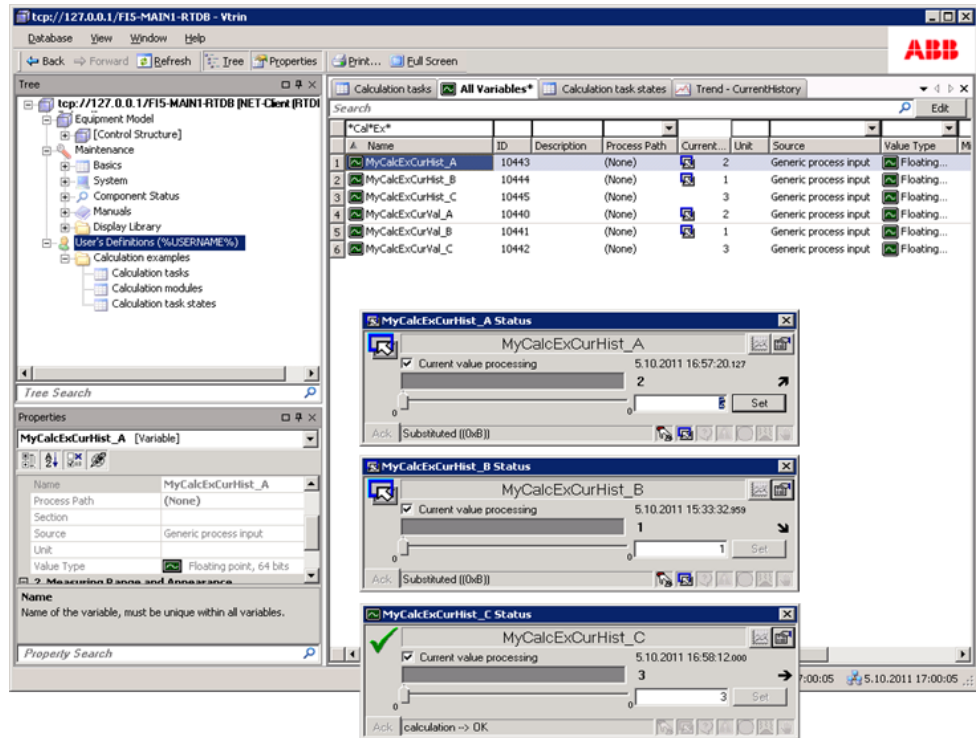 tcp://127.0.0.1/FI5-MAIN1-RTDB - Vtrin
Database View Window Help
Back Forward Refresh Tree Properties Print... Full Screen
ABB
Tree
tcp://127.0.0.1/FI5-MAIN1-RTDB [NET-Client (RTDI
Equipment Model
[Control Structure]
Maintenance
Basics
System
Component Status
Manuals
Display Library
User's Definitions (%USERNAME%)
Calculation examples
Calculation tasks
Calculation modules
Calculation task states
Tree Search
Properties
MyCalcExCurHist_A [Variable]
Name MyCalcExCurHist_A
Process Path (None)
Section
Source Generic process input
Unit
Value Type Floating point, 64 bits
2. Measuring Range and Appearance
Name
Name of the variable, must be unique within all variables.
Property Search
Calculation tasks All Variables* Calculation task states Trend - CurrentHistory
Search Edit
*Cal*Ex*
Name ID Description Process Path Current... Unit Source Value Type Mi
1 MyCalcExCurHist_A 10443 (None) 2 Generic process input Floating...
2 MyCalcExCurHist_B 10444 (None) 1 Generic process input Floating...
3 MyCalcExCurHist_C 10445 (None) 3 Generic process input Floating...
4 MyCalcExCurVal_A 10440 (None) 2 Generic process input Floating...
5 MyCalcExCurVal_B 10441 (None) 1 Generic process input Floating...
6 MyCalcExCurVal_C 10442 (None) 3 Generic process input Floating...
MyCalcExCurHist_A Status
MyCalcExCurHist_A
Current value processing 5.10.2011 16:57:20.127
2
0 0 2 Set
Ack Substituted ((0xB))
MyCalcExCurHist_B Status
MyCalcExCurHist_B
Current value processing 5.10.2011 15:33:32.959
1
0 0 1 Set
Ack Substituted ((0xB))
MyCalcExCurHist_C Status
MyCalcExCurHist_C
Current value processing 5.10.2011 16:58:12.000
3
0 0 3 Set
Ack calculation --> OK
7:00:05 5.10.2011 17:00:05